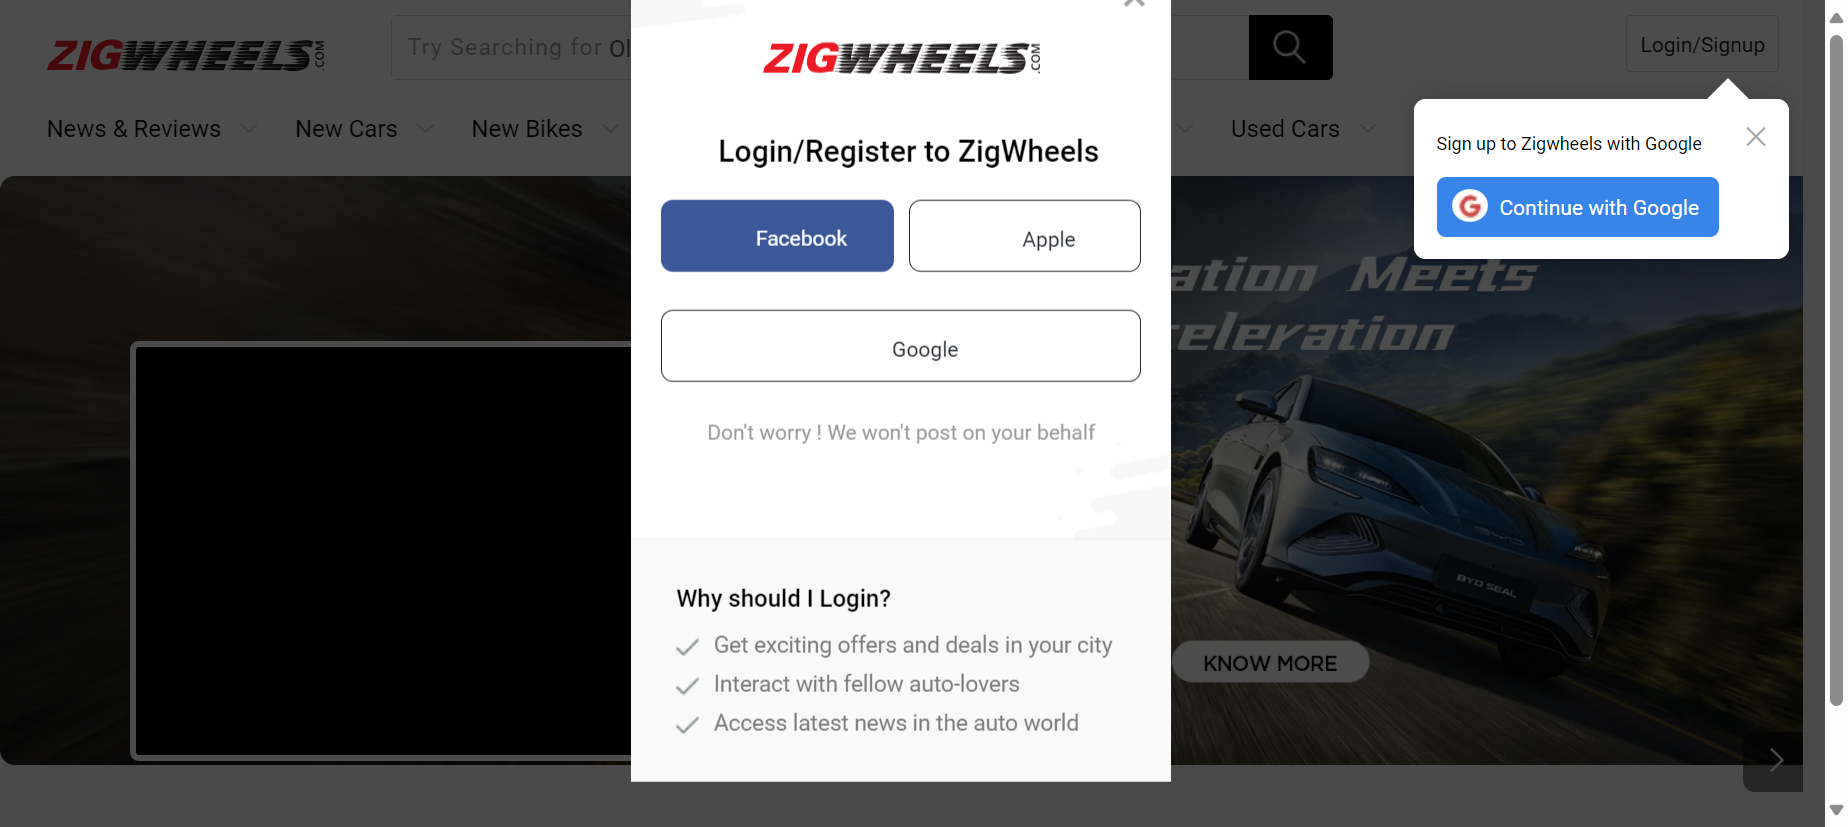 ZIGWHEELS.COM
Try Searching for Ol
Login/Signup
News & Reviews
New Cars
New Bikes
Used Cars
Sign up to Zigwheels with Google
Continue with Google
ZIGWHEELS.COM
Login/Register to ZigWheels
Facebook
Apple
Google
Don't worry ! We won't post on your behalf
Why should I Login?
Get exciting offers and deals in your city
Interact with fellow auto-lovers
Access latest news in the auto world
ation Meets
eleration
BYD
BYD SEAL
KNOW MORE